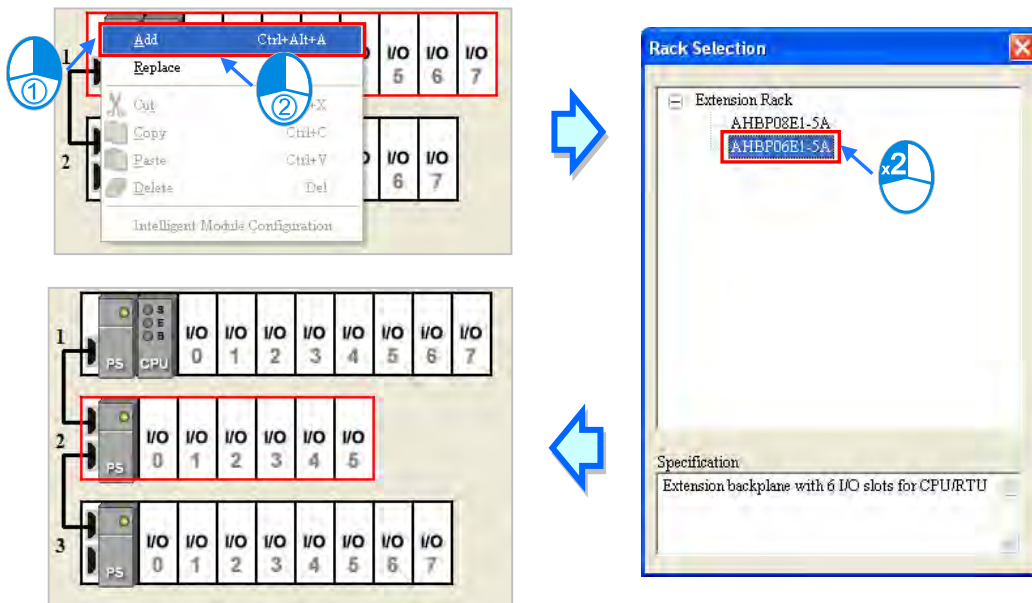 1
Add Ctrl+Alt+A
Replace
Cut +X
Copy Ctrl+C
Paste Ctrl+V
Delete Del
Intelligent Module Configuration
①
②
I/O I/O I/O
5 6 7
2
I/O I/O
6 7
Rack Selection
Extension Rack
AHBP08E1-5A
AHBP06E1-5A
x2
Specification
Extension backplane with 6 I/O slots for CPU/RTU
1
S
E
B
PS CPU
I/O I/O I/O I/O I/O I/O I/O I/O
0 1 2 3 4 5 6 7
2
PS
I/O I/O I/O I/O I/O I/O
0 1 2 3 4 5
3
PS
I/O I/O I/O I/O I/O I/O I/O I/O
0 1 2 3 4 5 6 7